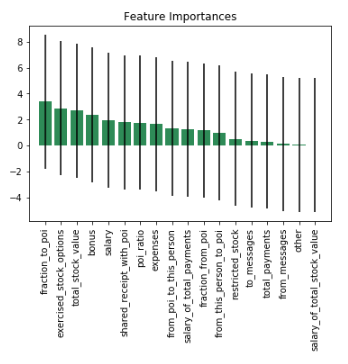 Feature Importances
8
6
4
2
0
−2
−4
fraction_to_poi
exercised_stock_options
total_stock_value
bonus
salary
shared_receipt_with_poi
poi_ratio
expenses
from_poi_to_this_person
salary_of_total_payments
fraction_from_poi
from_this_person_to_poi
restricted_stock
to_messages
total_payments
from_messages
other
salary_of_total_stock_value